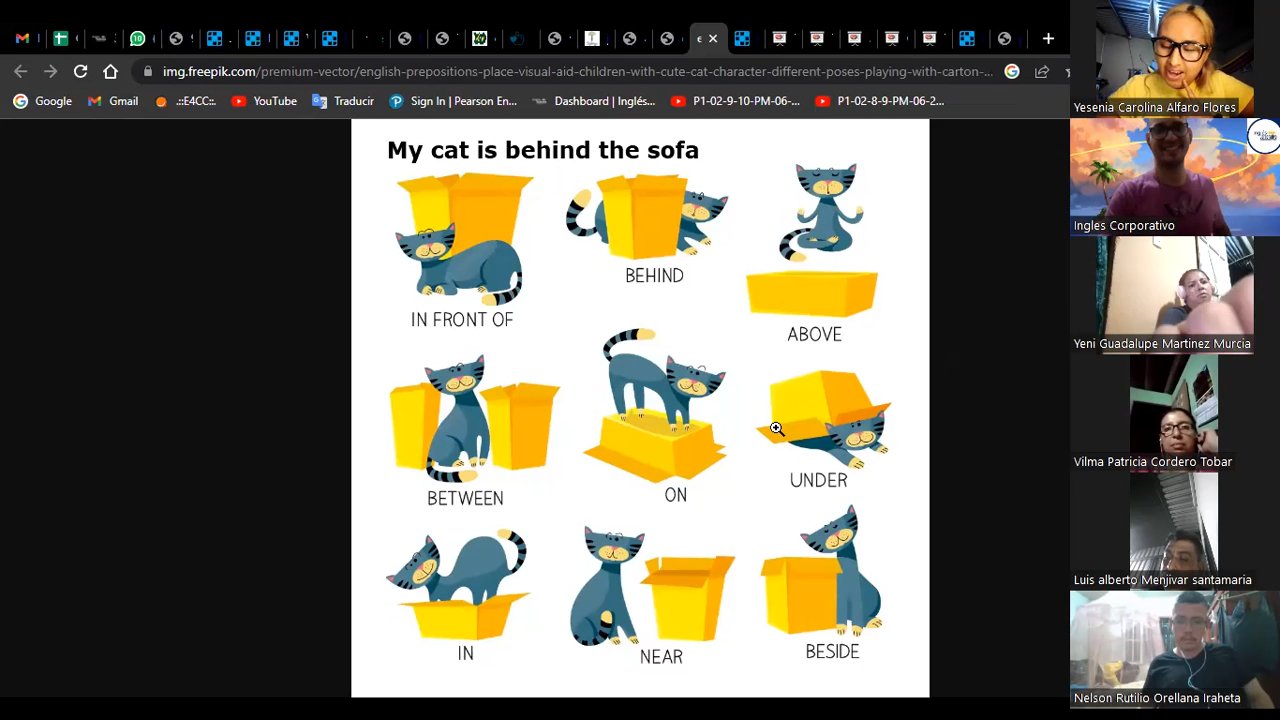 img.freepik.com/premium-vector/english-prepositions-place-visual-aid-children-with-cute-cat-character-different-poses-playing-with-carton-...
Google Gmail .::E4CC::. YouTube Traducir Sign In | Pearson En... Dashboard | Inglés... P1-02-9-10-PM-06-... P1-02-8-9-PM-06-2...
My cat is behind the sofa
BEHIND
IN FRONT OF
ABOVE
BETWEEN
ON
UNDER
IN
NEAR
BESIDE
Yesenia Carolina Alfaro Flores
Ingles Corporativo
Yeni Guadalupe Martinez Murcia
Vilma Patricia Cordero Tobar
Luis alberto Menjivar santamaria
Nelson Rutilio Orellana Iraheta